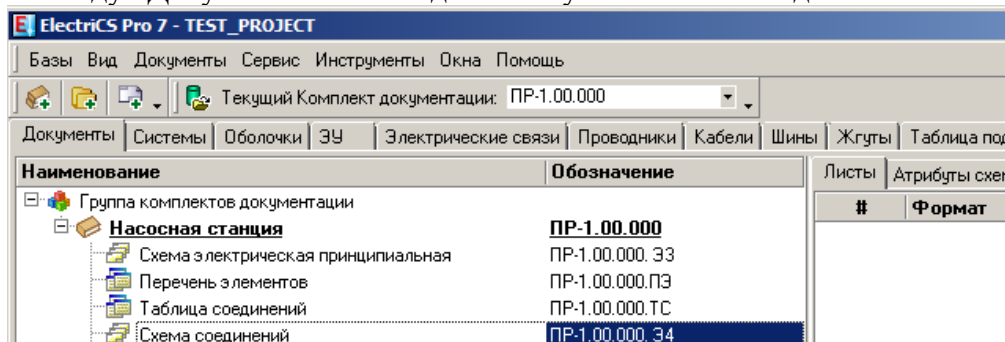 ElectriCS Pro 7 - TEST_PROJECT
Базы Вид Документы Сервис Инструменты Окна Помощь
Текущий Комплект документации: ПР-1.00.000
Документы Системы Оболочки ЭУ Электрические связи Проводники Кабели Шины Жгуты Таблица
Наименование Обозначение Листы Атрибуты
Группа комплектов документации # Формат
Насосная станция ПР-1.00.000
Схема электрическая принципиальная ПР-1.00.000. Э3
Перечень элементов ПР-1.00.000.ПЭ
Таблица соединений ПР-1.00.000.ТС
Схема соединений ПР-1.00.000. Э4